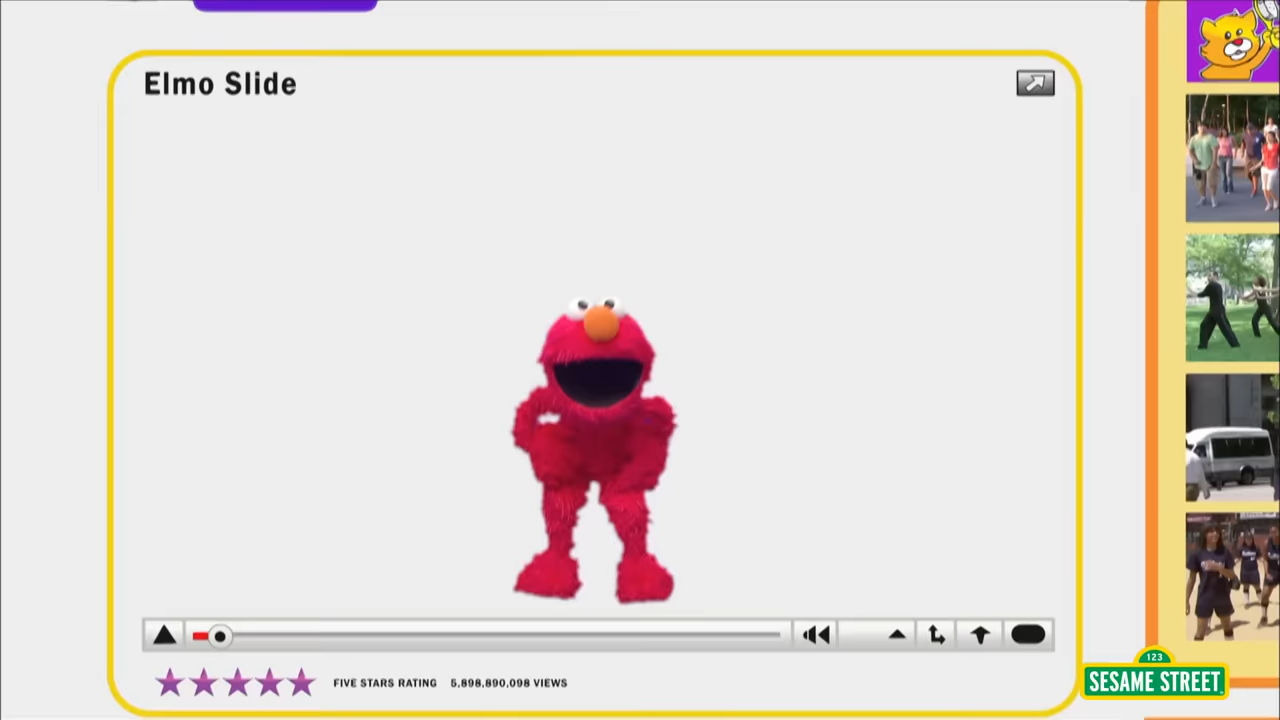 Elmo Slide
FIVE STARS RATING 5,898,890,098 VIEWS
123
SESAME STREET